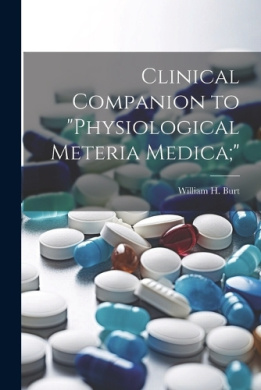 Clinical
Companion to
"Physiological
Meteria Medica;"
William H. Burt